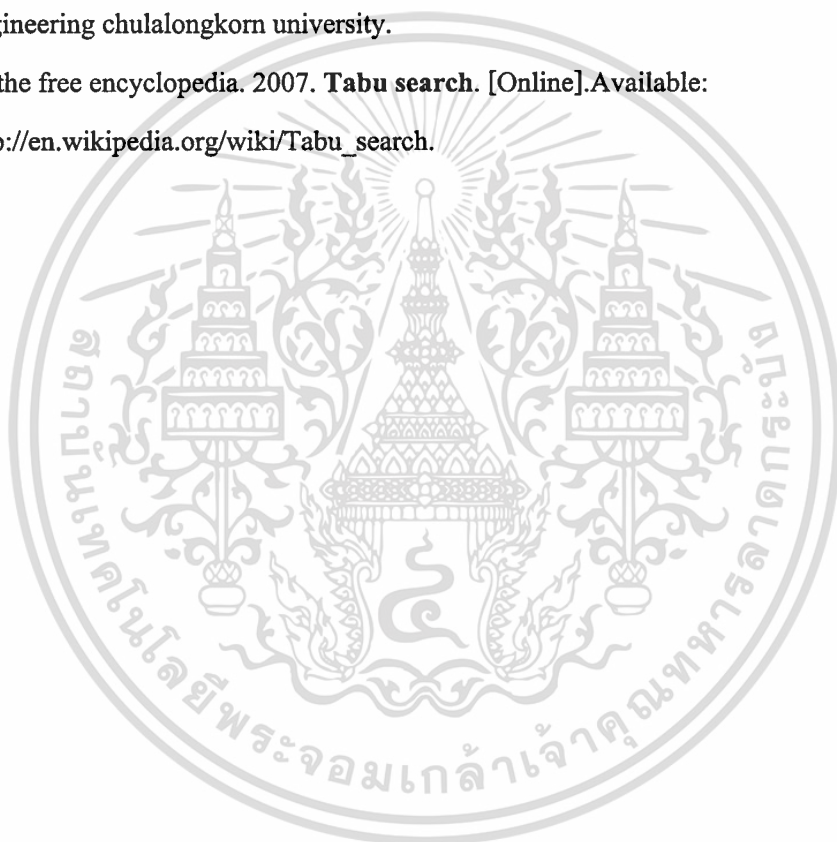 gineering chulalongkorn university.
the free encyclopedia. 2007. Tabu search. [Online].Available:
://en.wikipedia.org/wiki/Tabu_search.
๔
สถาบันเทคโนโลยีพระจอมเกล้าเจ้าคุณทหารลาดกระบัง